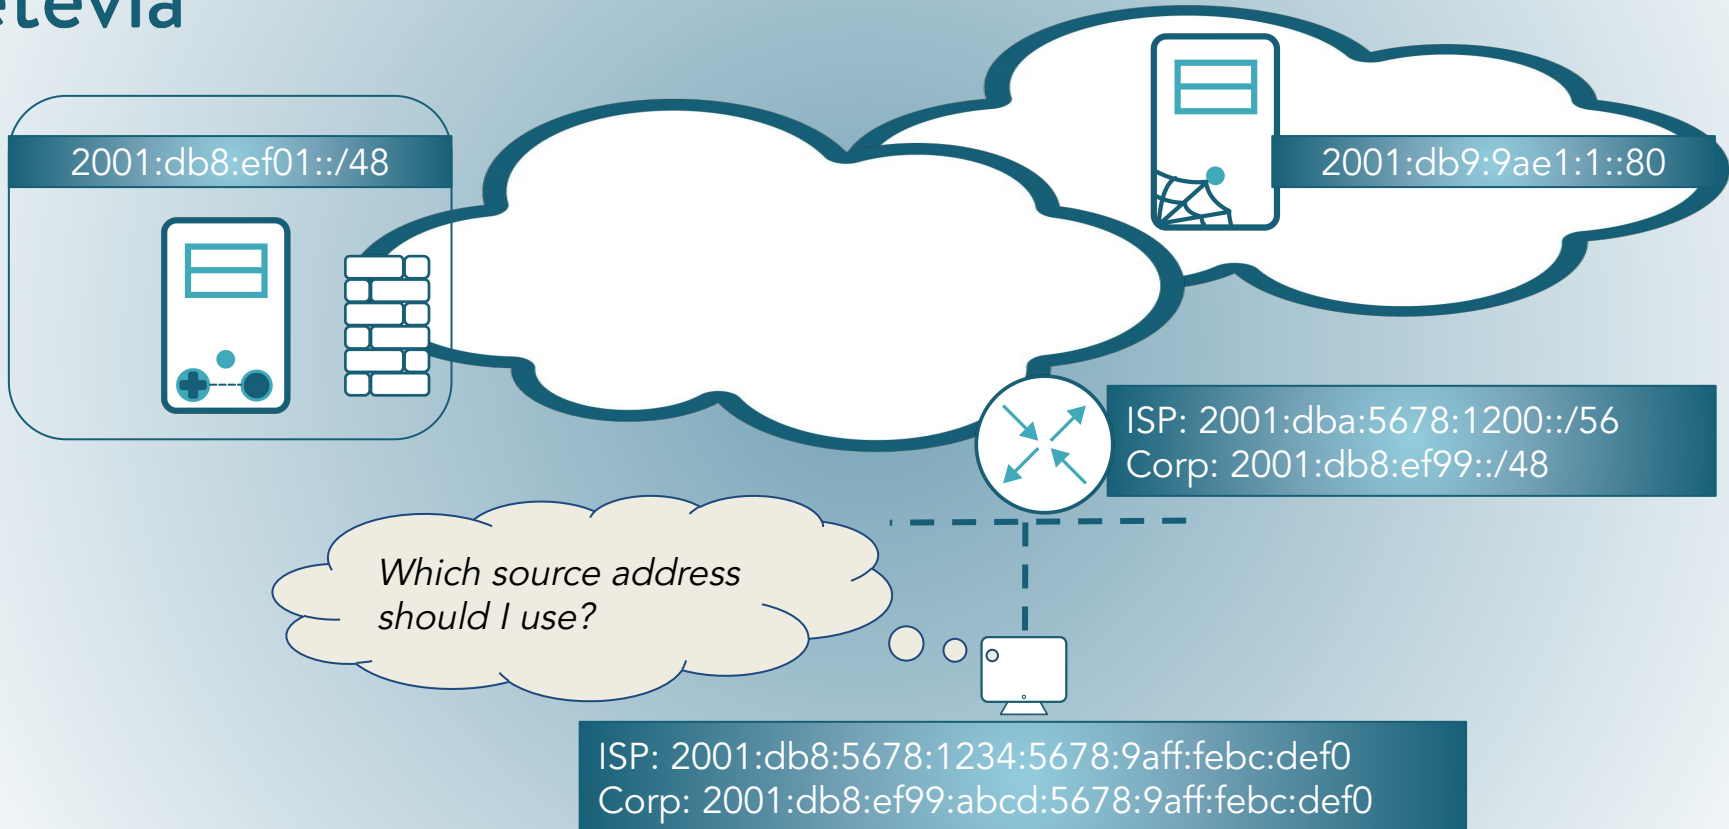 etevia
2001:db8:ef01::/48
2001:db9:9ae1:1::80
ISP: 2001:dba:5678:1200::/56
Corp: 2001:db8:ef99::/48
Which source address
should I use?
ISP: 2001:db8:5678:1234:5678:9aff:febc:def0
Corp: 2001:db8:ef99:abcd:5678:9aff:febc:def0